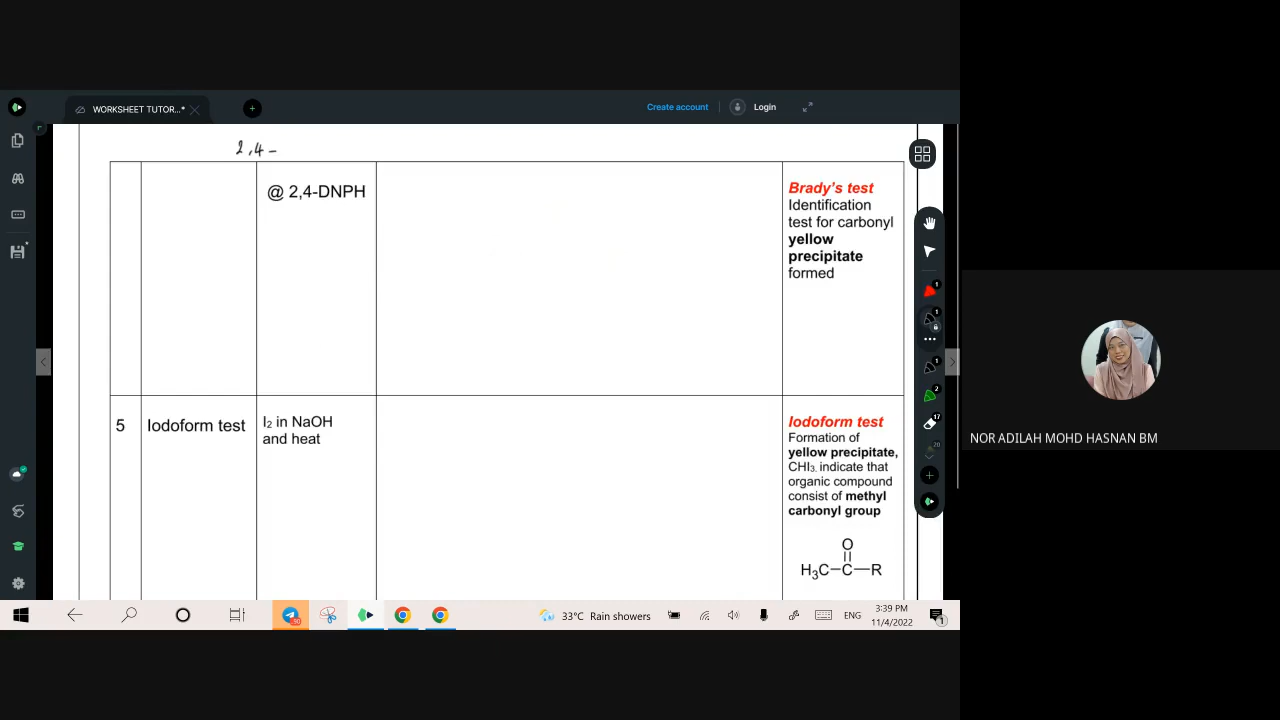 WORKSHEET TUTOR...*
Create account
Login
2,4-
@ 2,4-DNPH
Brady's test
Identification
test for carbonyl
yellow
precipitate
formed
5
Iodoform test
I2 in NaOH
and heat
Iodoform test
Formation of
yellow precipitate,
CHI3, indicate that
organic compound
consist of methyl
carbonyl group
O
H3C-C-R
NOR ADILAH MOHD HASNAN BM
33°C Rain showers
ENG
3:39 PM
11/4/2022